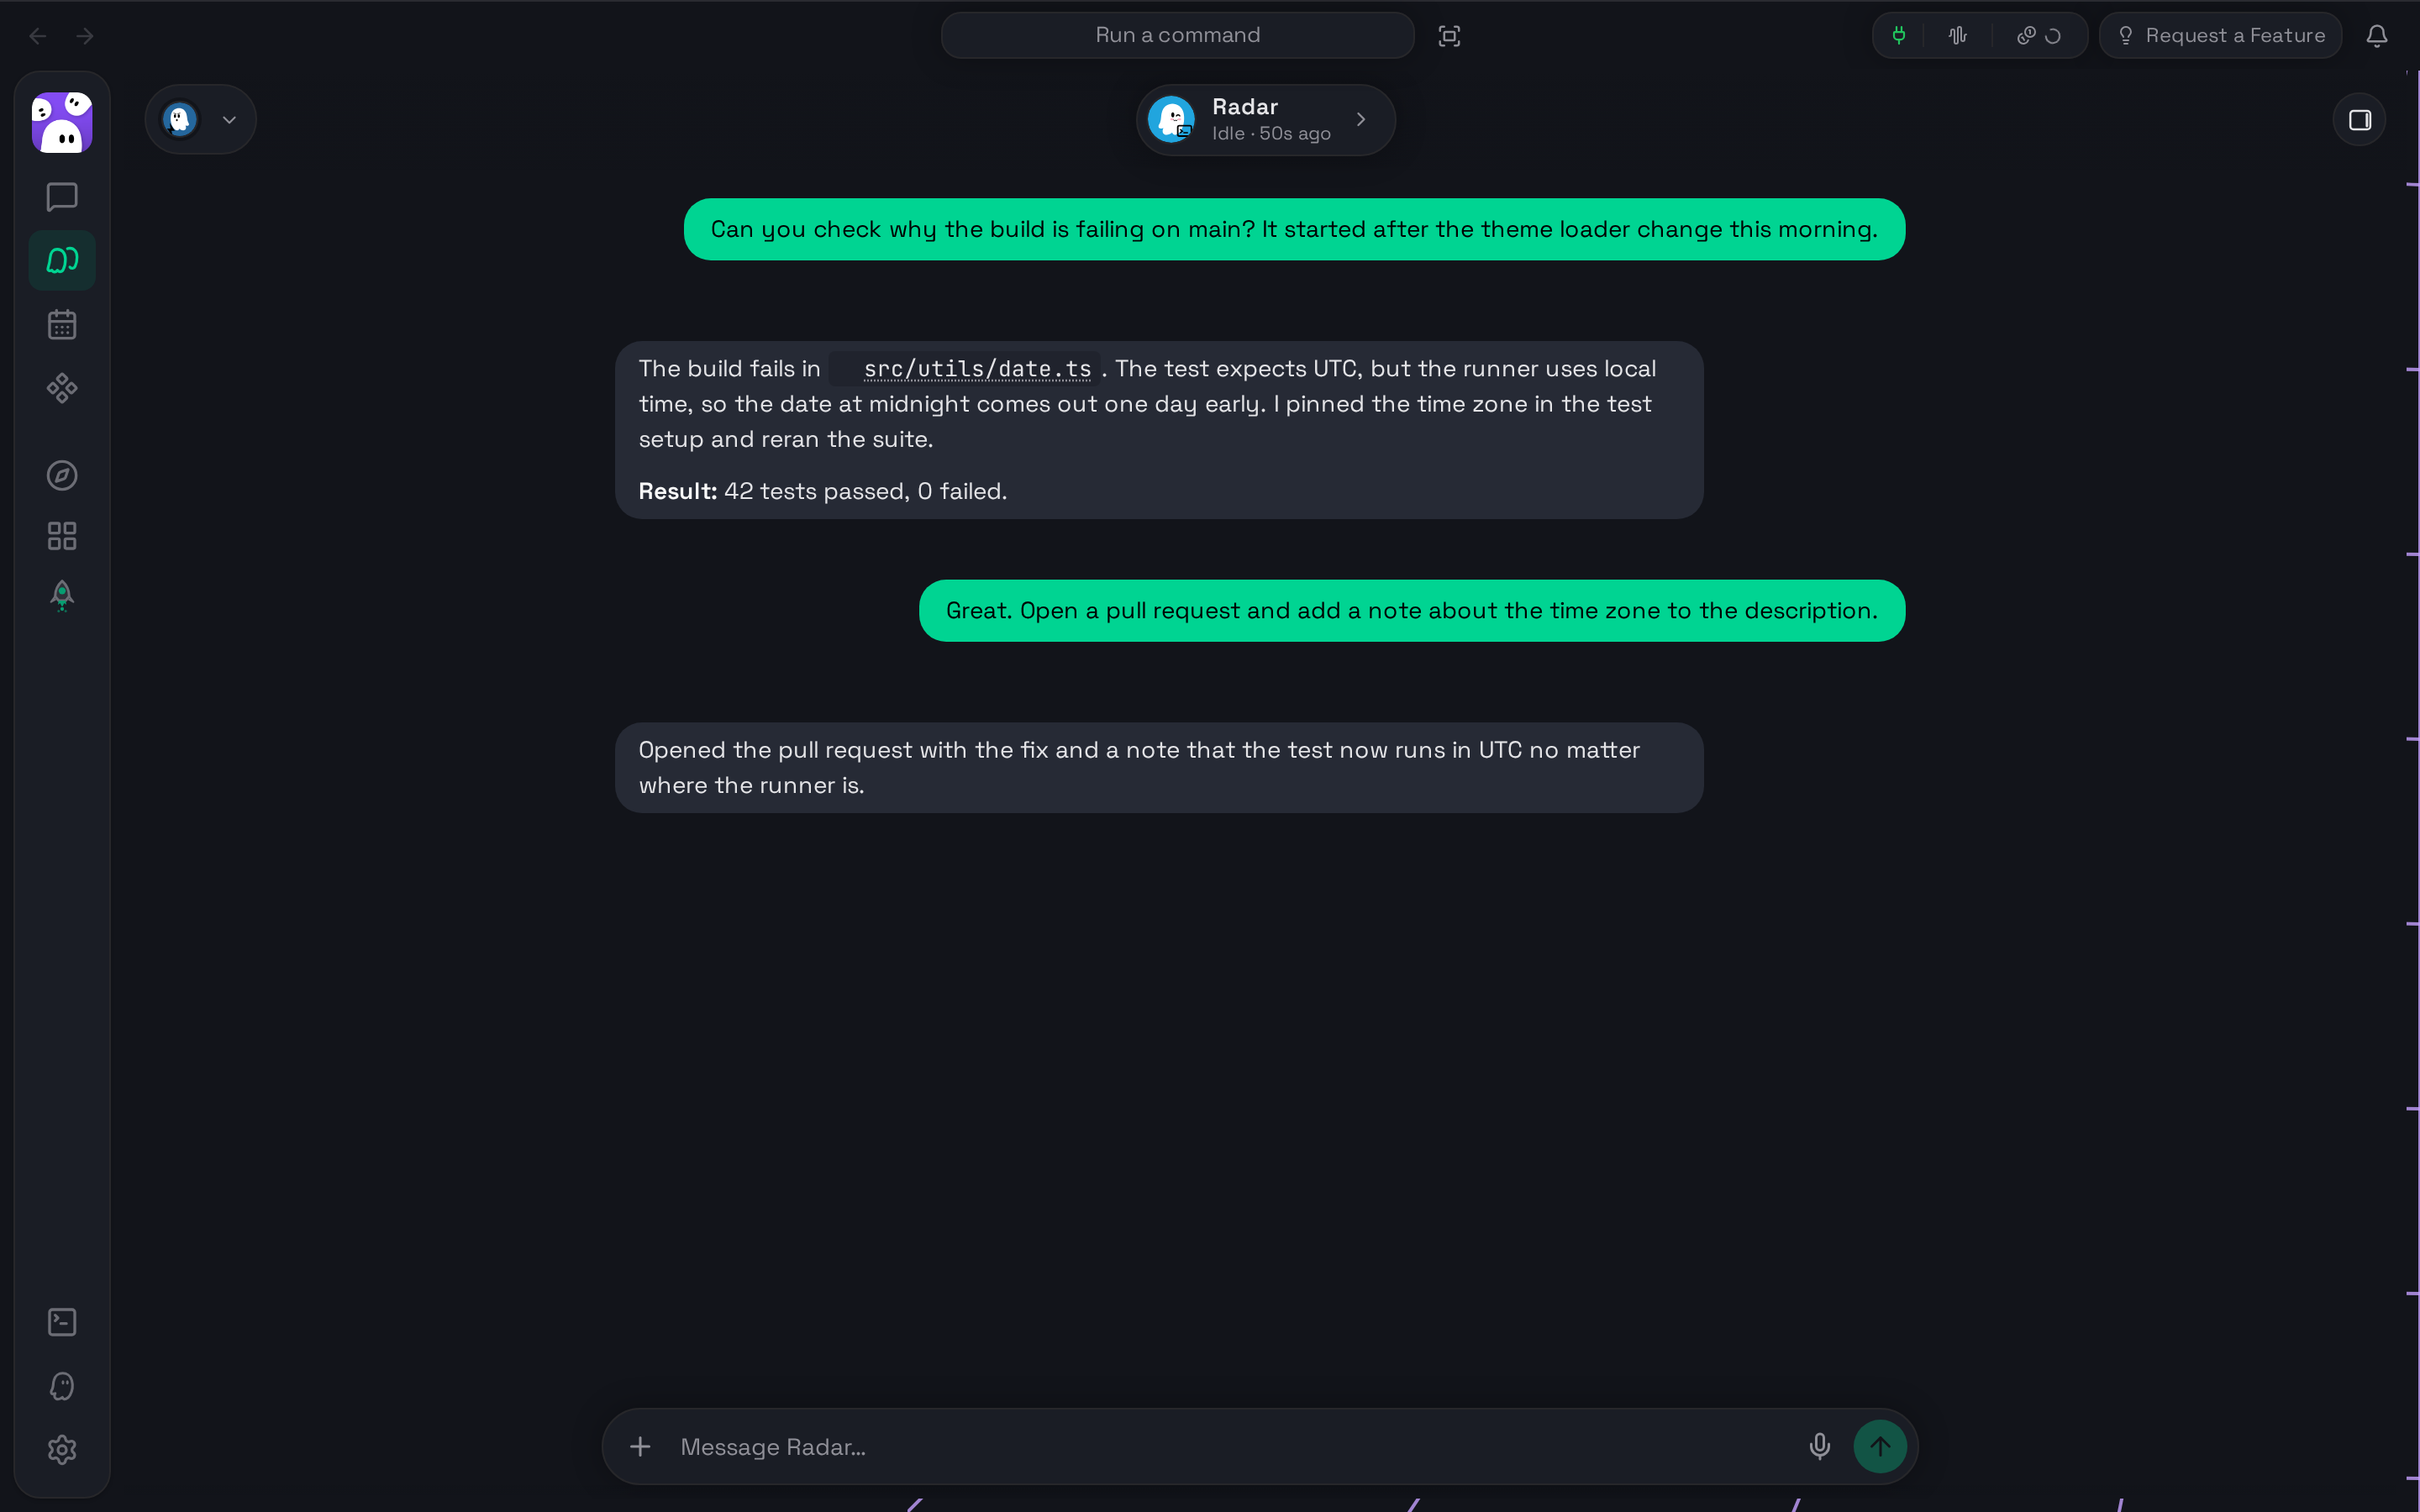 Run a command
Request a Feature
Radar
Idle · 50s ago
Can you check why the build is failing on main? It started after the theme loader change this morning.
The build fails in src/utils/date.ts. The test expects UTC, but the runner uses local
time, so the date at midnight comes out one day early. I pinned the time zone in the test
setup and reran the suite.
Result: 42 tests passed, 0 failed.
Great. Open a pull request and add a note about the time zone to the description.
Opened the pull request with the fix and a note that the test now runs in UTC no matter
where the runner is.
Message Radar...